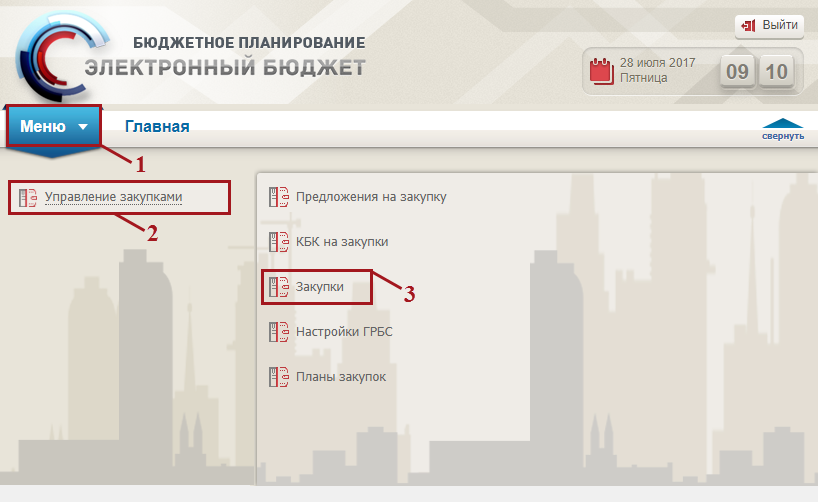 БЮДЖЕТНОЕ ПЛАНИРОВАНИЕ
ЭЛЕКТРОННЫЙ БЮДЖЕТ
Выйти
28 июля 2017
Пятница
09 10
Меню
Главная
свернуть
1
Управление закупками
2
Предложения на закупку
КБК на закупки
Закупки
3
Настройки ГРБС
Планы закупок